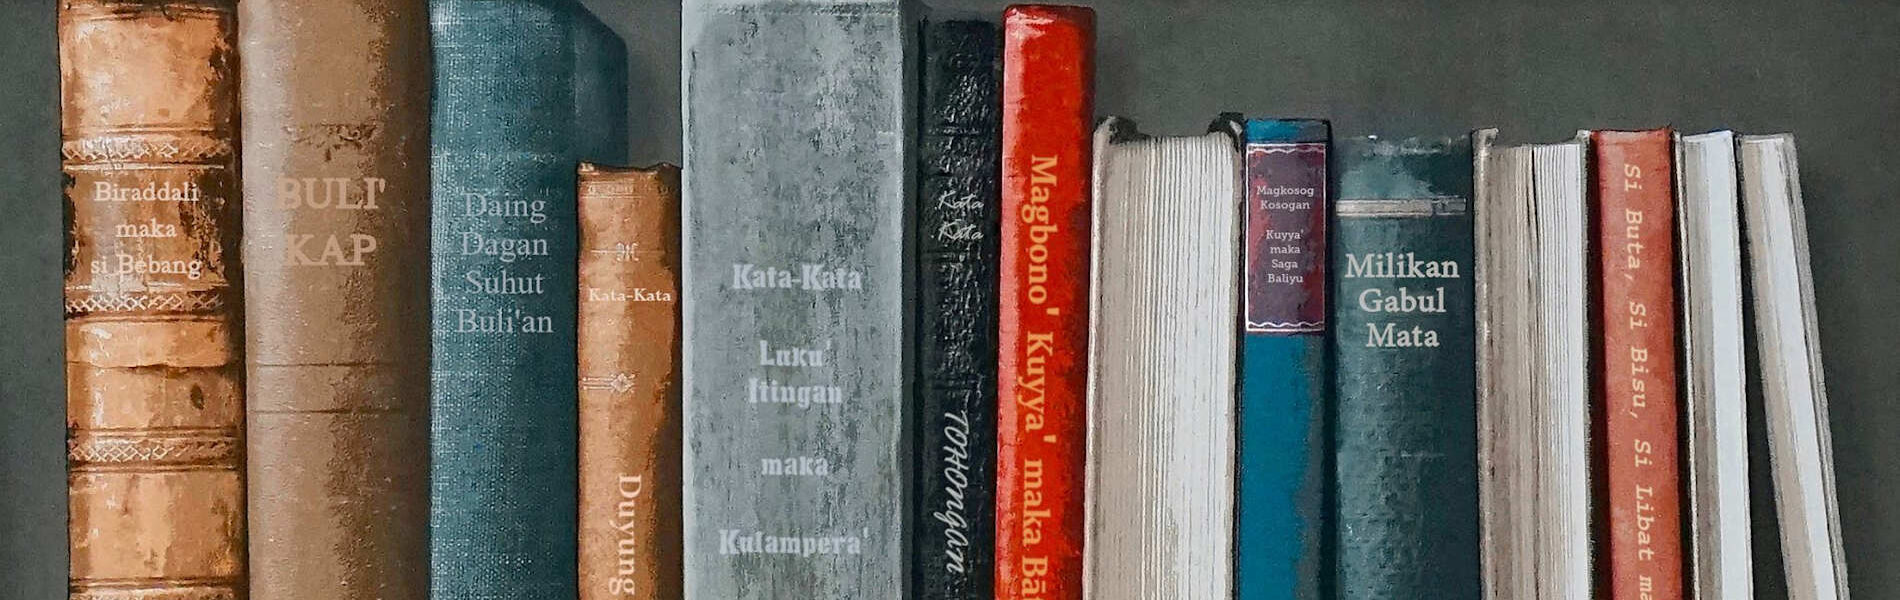 Biraddali
maka
si Bebang
BULI'
KAP
Daing
Dagan
Suhut
Buli'an
Kata-Kata
Duyung
Kata-Kata
Luku'
Itingan
maka
Kulampera'
Kata
Kata
TOHOngan
Magbono' Kuyya' maka
Magkosog
Kosogan
Kuyya'
maka
Saga
Baliyu
Milikan
Gabul
Mata
Si Buta, Si Bisu, Si Libat